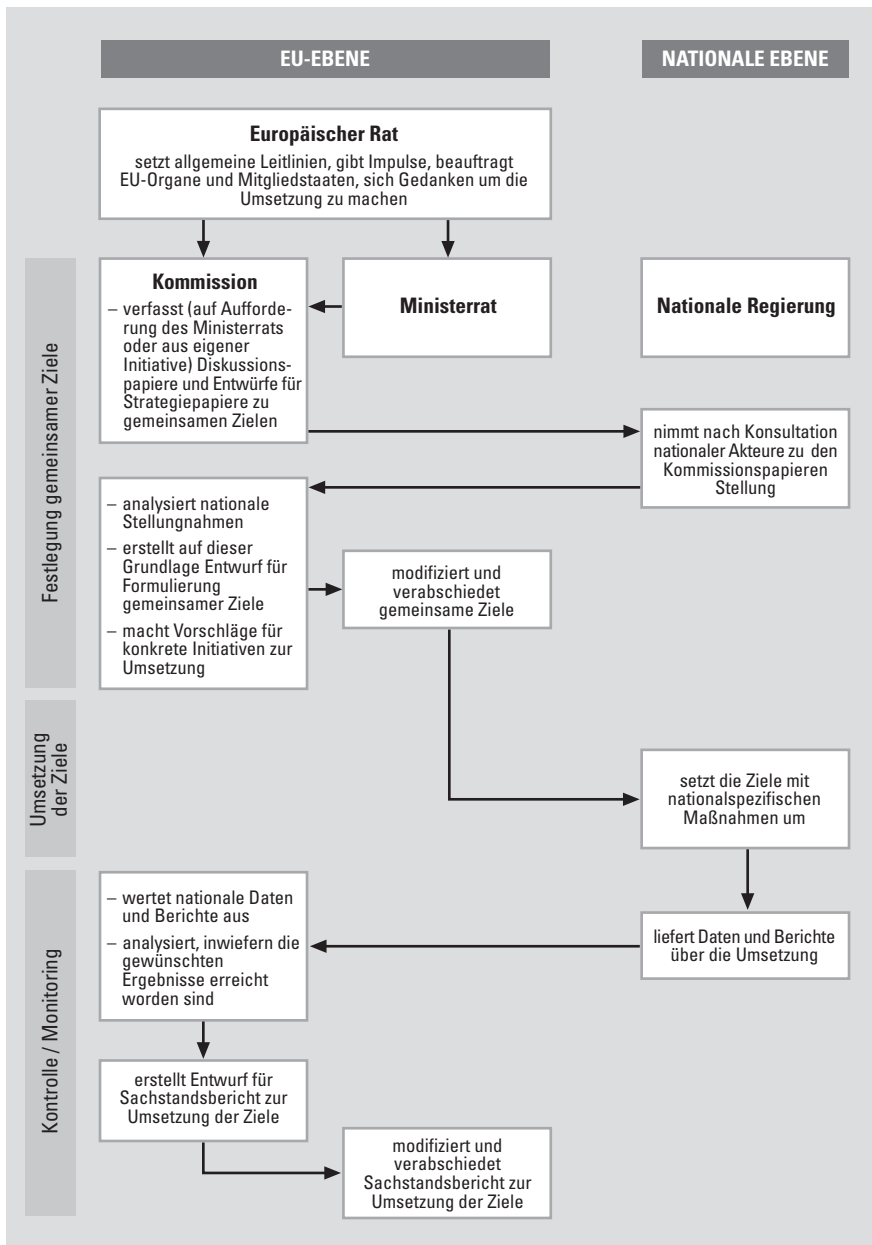 EU-EBENE
NATIONALE EBENE
Europäischer Rat
setzt allgemeine Leitlinien, gibt Impulse, beauftragt
EU-Organe und Mitgliedstaaten, sich Gedanken um die
Umsetzung zu machen
Festlegung gemeinsamer Ziele
Kommission
– verfasst (auf Aufforde-
rung des Ministerrats
oder aus eigener
Initiative) Diskussions-
papiere und Entwürfe für
Strategiepapiere zu
gemeinsamen Zielen
Ministerrat
Nationale Regierung
nimmt nach Konsultation
nationaler Akteure zu den
Kommissionspapieren
Stellung
– analysiert nationale
Stellungnahmen
– erstellt auf dieser
Grundlage Entwurf für
Formulierung
gemeinsamer Ziele
– macht Vorschläge für
konkrete Initiativen zur
Umsetzung
modifiziert und
verabschiedet
gemeinsame Ziele
Umsetzung
der Ziele
setzt die Ziele mit
nationalspezifischen
Maßnahmen um
Kontrolle / Monitoring
– wertet nationale Daten
und Berichte aus
– analysiert, inwiefern die
gewünschten
Ergebnisse erreicht
worden sind
liefert Daten und Berichte
über die Umsetzung
erstellt Entwurf für
Sachstandsbericht zur
Umsetzung der Ziele
modifiziert und
verabschiedet
Sachstandsbericht zur
Umsetzung der Ziele